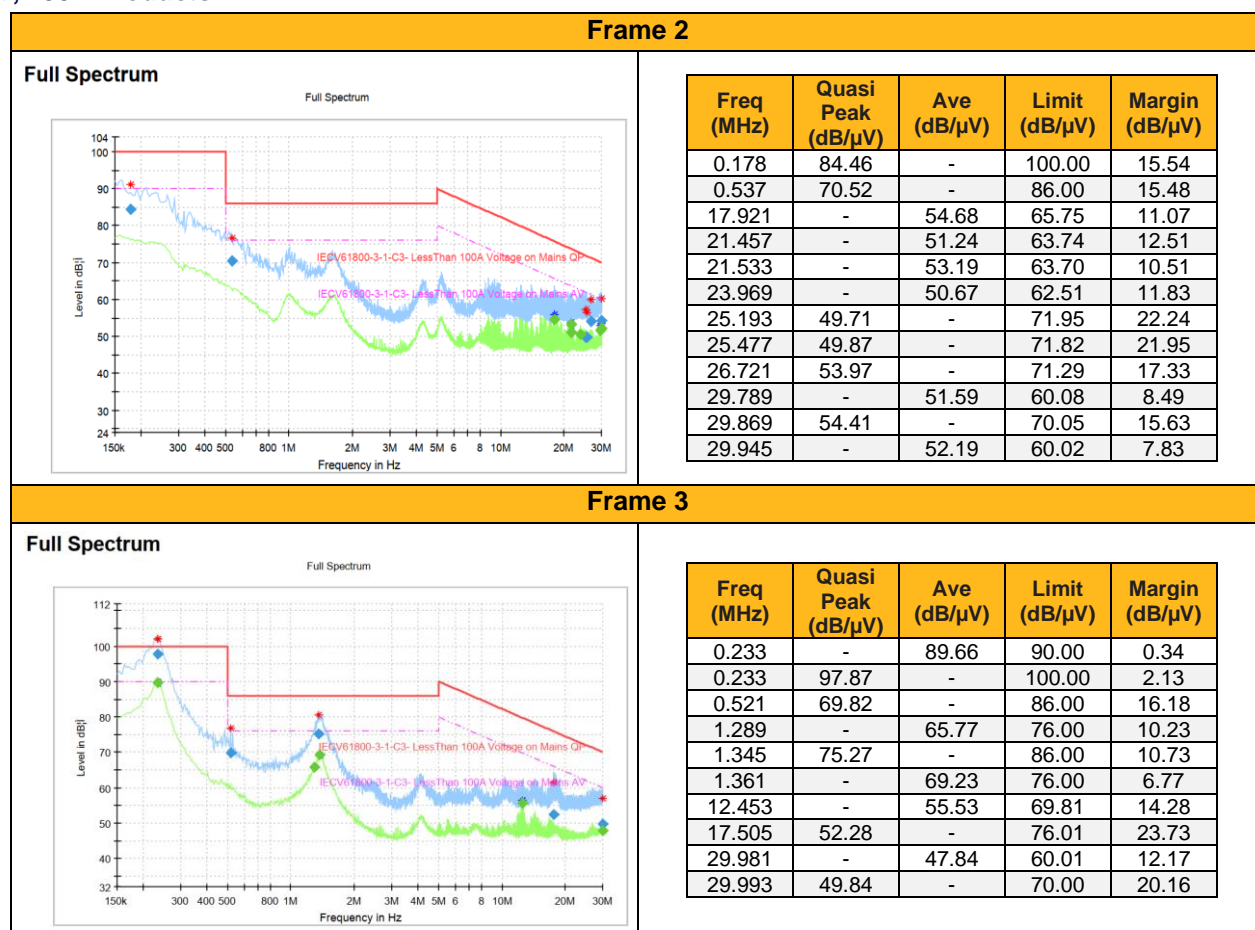 Frame 2
Full Spectrum
Full Spectrum
104
100
90
80
70
60
50
40
30
24
Level in dBµ
IECV61800-3-1-C3- LessThan 100A Voltage on Mains QP
IECV61800-3-1-C3- LessThan 100A Voltage on Mains AV
150k 300 400 500 800 1M 2M 3M 4M 5M 6 8 10M 20M 30M
Frequency in Hz
Freq (MHz) Quasi Peak (dB/µV) Ave (dB/µV) Limit (dB/µV) Margin (dB/µV)
0.178 84.46 - 100.00 15.54
0.537 70.52 - 86.00 15.48
17.921 - 54.68 65.75 11.07
21.457 - 51.24 63.74 12.51
21.533 - 53.19 63.70 10.51
23.969 - 50.67 62.51 11.83
25.193 49.71 - 71.95 22.24
25.477 49.87 - 71.82 21.95
26.721 53.97 - 71.29 17.33
29.789 - 51.59 60.08 8.49
29.869 54.41 - 70.05 15.63
29.945 - 52.19 60.02 7.83
Frame 3
Full Spectrum
Full Spectrum
112
100
90
80
70
60
50
40
32
Level in dBµ
IECV61800-3-1-C3- LessThan 100A Voltage on Mains QP
IECV61800-3-1-C3- LessThan 100A Voltage on Mains AV
150k 300 400 500 800 1M 2M 3M 4M 5M 6 8 10M 20M 30M
Frequency in Hz
Freq (MHz) Quasi Peak (dB/µV) Ave (dB/µV) Limit (dB/µV) Margin (dB/µV)
0.233 - 89.66 90.00 0.34
0.233 97.87 - 100.00 2.13
0.521 69.82 - 86.00 16.18
1.289 - 65.77 76.00 10.23
1.345 75.27 - 86.00 10.73
1.361 - 69.23 76.00 6.77
12.453 - 55.53 69.81 14.28
17.505 52.28 - 76.01 23.73
29.981 - 47.84 60.01 12.17
29.993 49.84 - 70.00 20.16